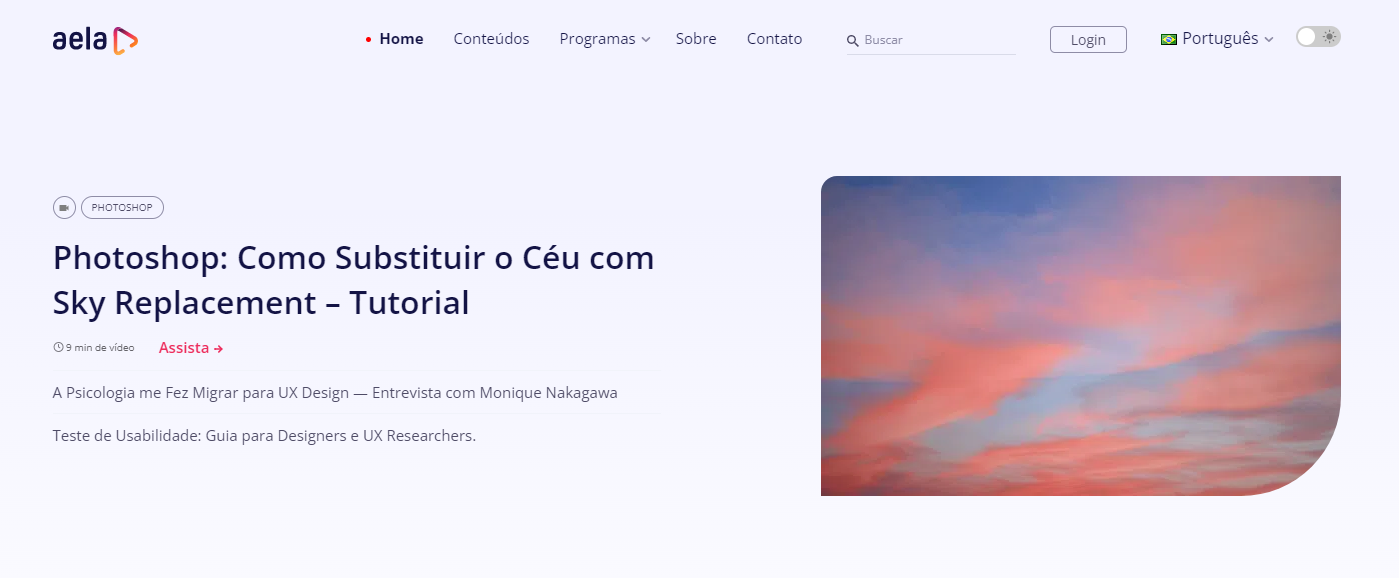 aela
Home
Conteúdos
Programas
Sobre
Contato
Buscar
Login
Português
PHOTOSHOP
Photoshop: Como Substituir o Céu com
Sky Replacement – Tutorial
9 min de vídeo
Assista →
A Psicologia me Fez Migrar para UX Design — Entrevista com Monique Nakagawa
Teste de Usabilidade: Guia para Designers e UX Researchers.